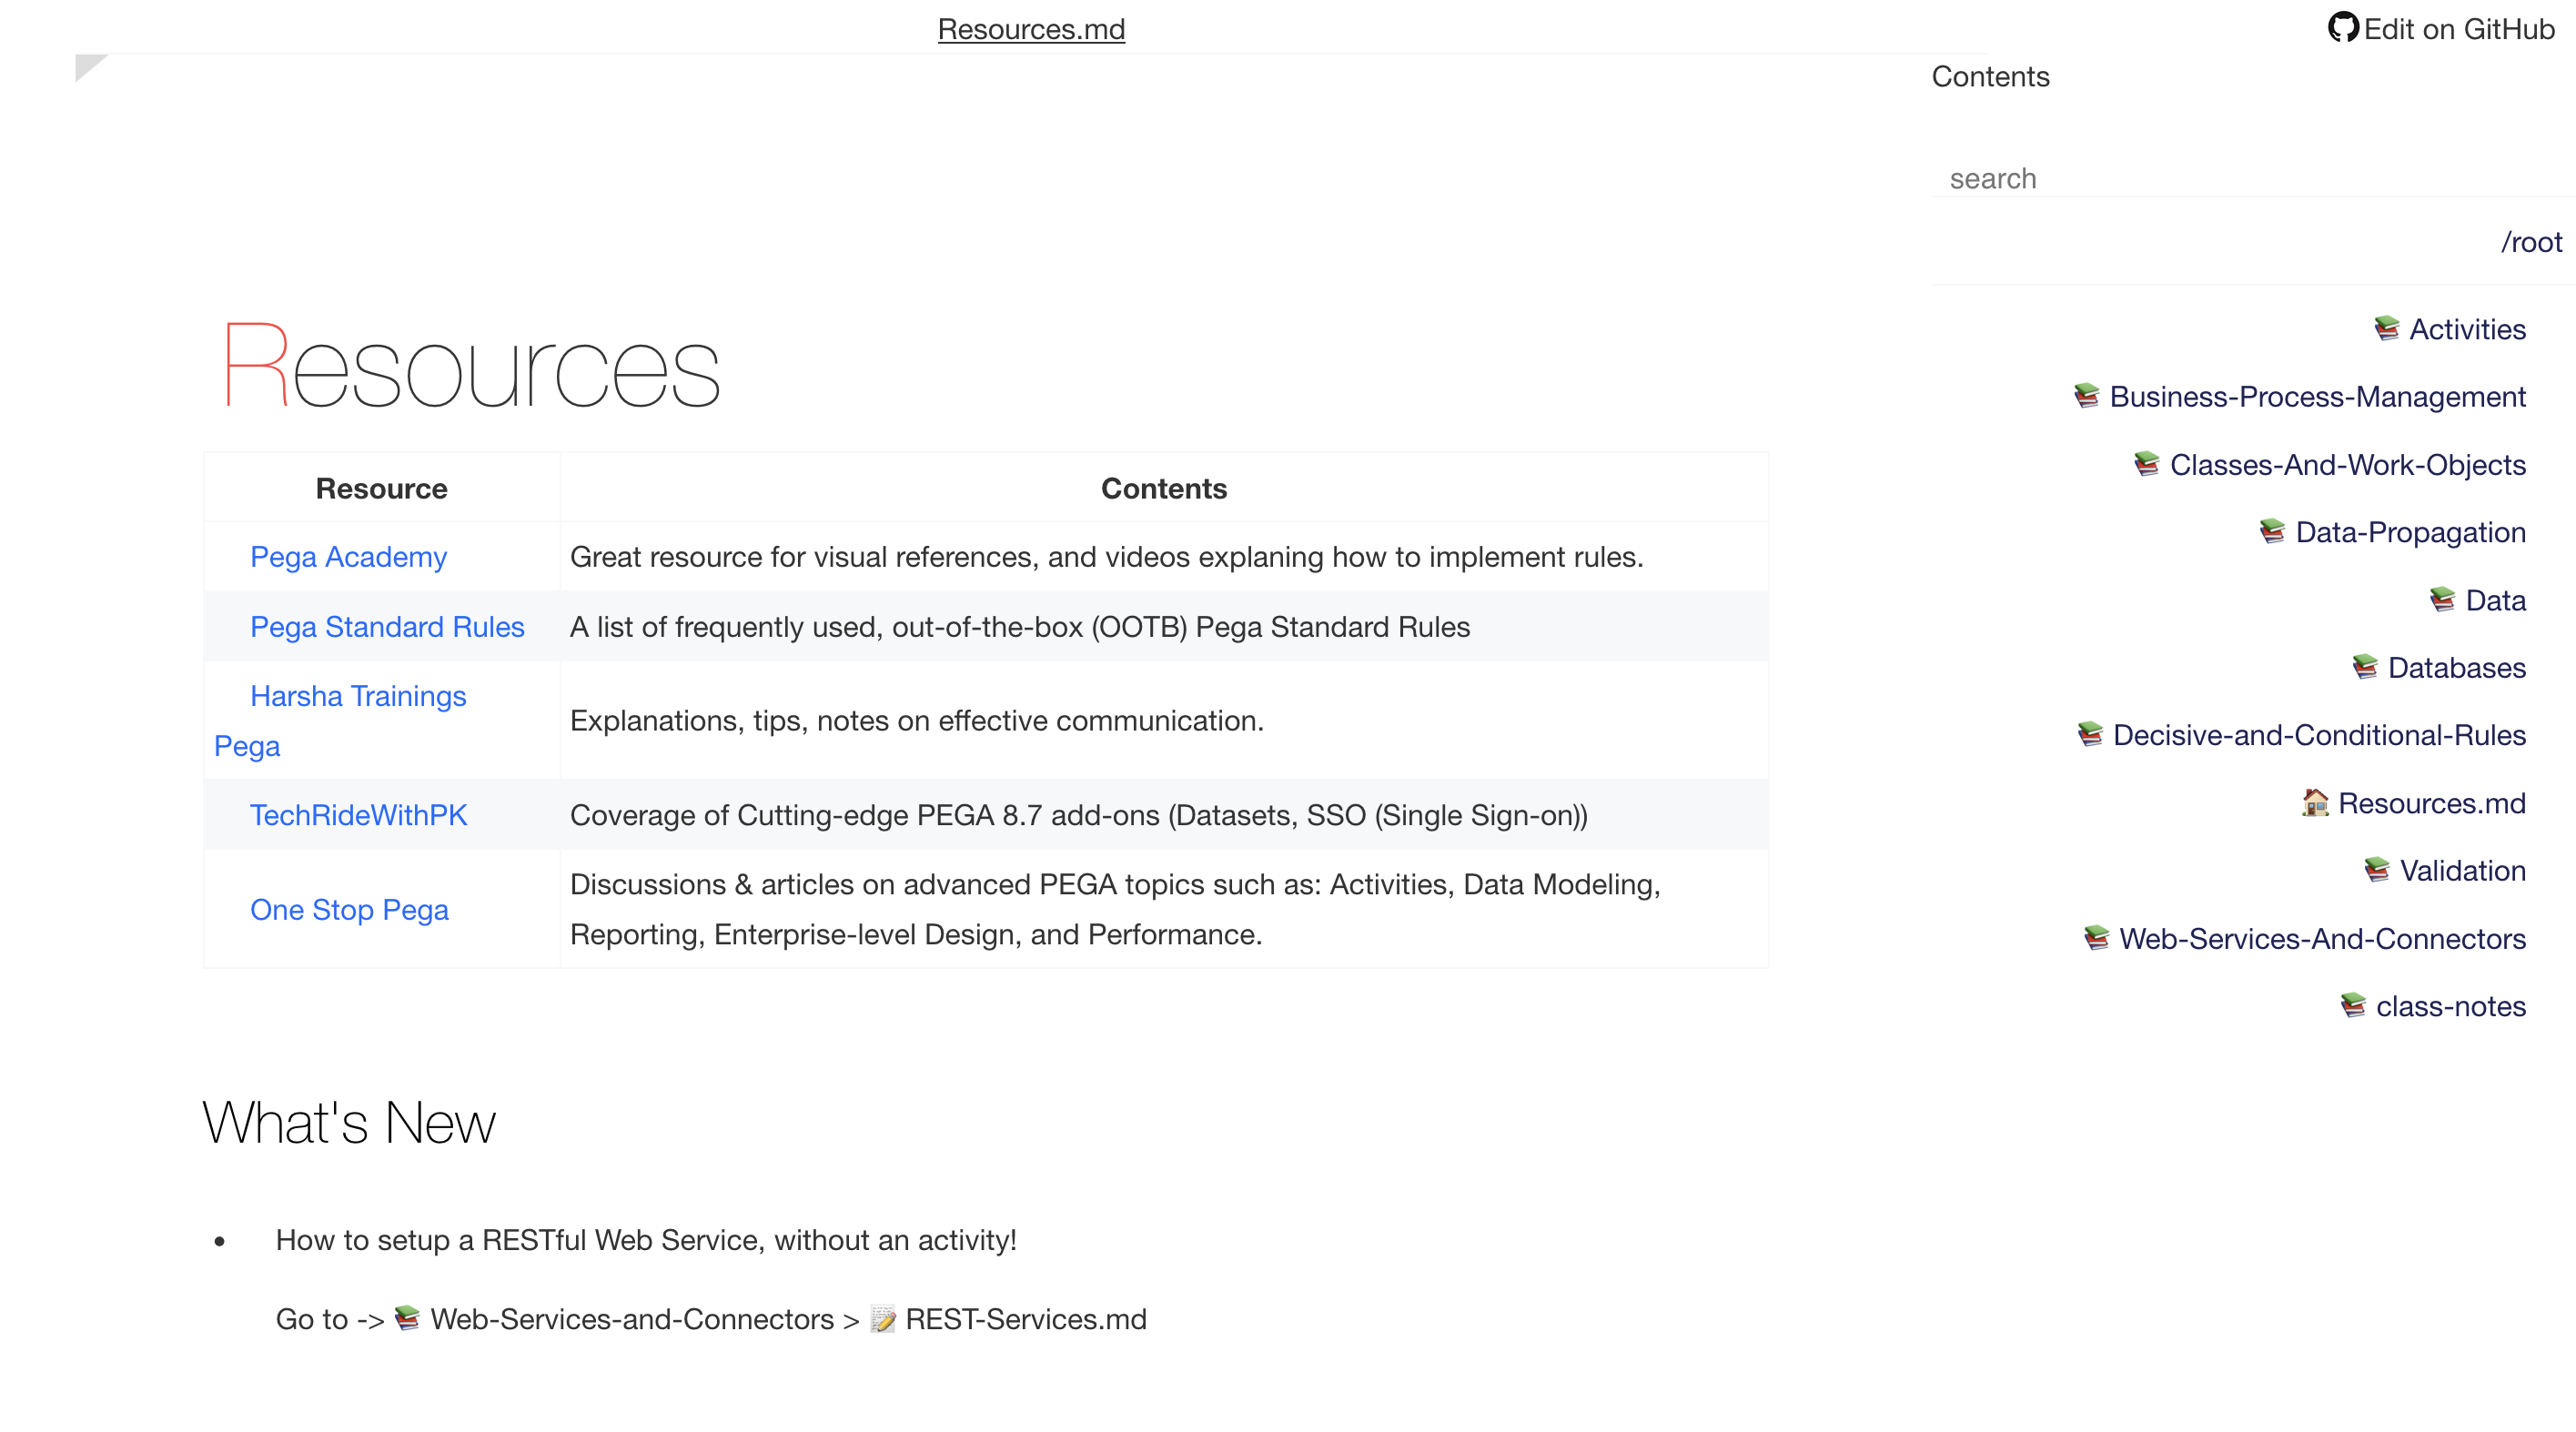 Resources.md
Edit on GitHub
Contents
search
/root
Activities
Business-Process-Management
Classes-And-Work-Objects
Data-Propagation
Data
Databases
Decisive-and-Conditional-Rules
Resources.md
Validation
Web-Services-And-Connectors
class-notes
Resources
Resource Contents
Pega Academy Great resource for visual references, and videos explaning how to implement rules.
Pega Standard Rules A list of frequently used, out-of-the-box (OOTB) Pega Standard Rules
Harsha Trainings
Pega
Explanations, tips, notes on effective communication.
TechRideWithPK Coverage of Cutting-edge PEGA 8.7 add-ons (Datasets, SSO (Single Sign-on))
One Stop Pega
Discussions & articles on advanced PEGA topics such as: Activities, Data Modeling,
Reporting, Enterprise-level Design, and Performance.
What's New
• How to setup a RESTful Web Service, without an activity!
Go to -> 📚 Web-Services-and-Connectors > 📝 REST-Services.md